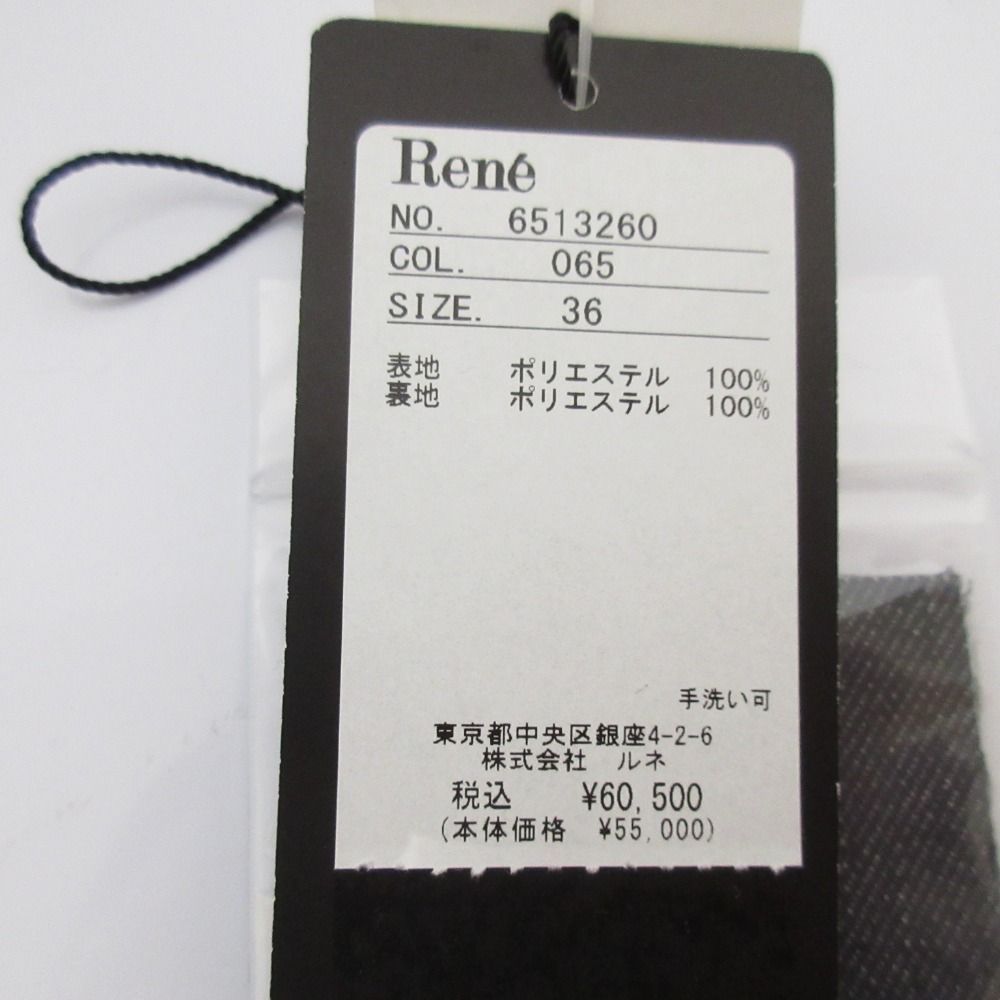 René
NO. 6513260
COL. 065
SIZE. 36
表地 ポリエステル 100%
裏地 ポリエステル 100%
手洗い可
東京都中央区銀座4-2-6
株式会社 ルネ
税込 ¥60,500
(本体価格 ¥55,000)